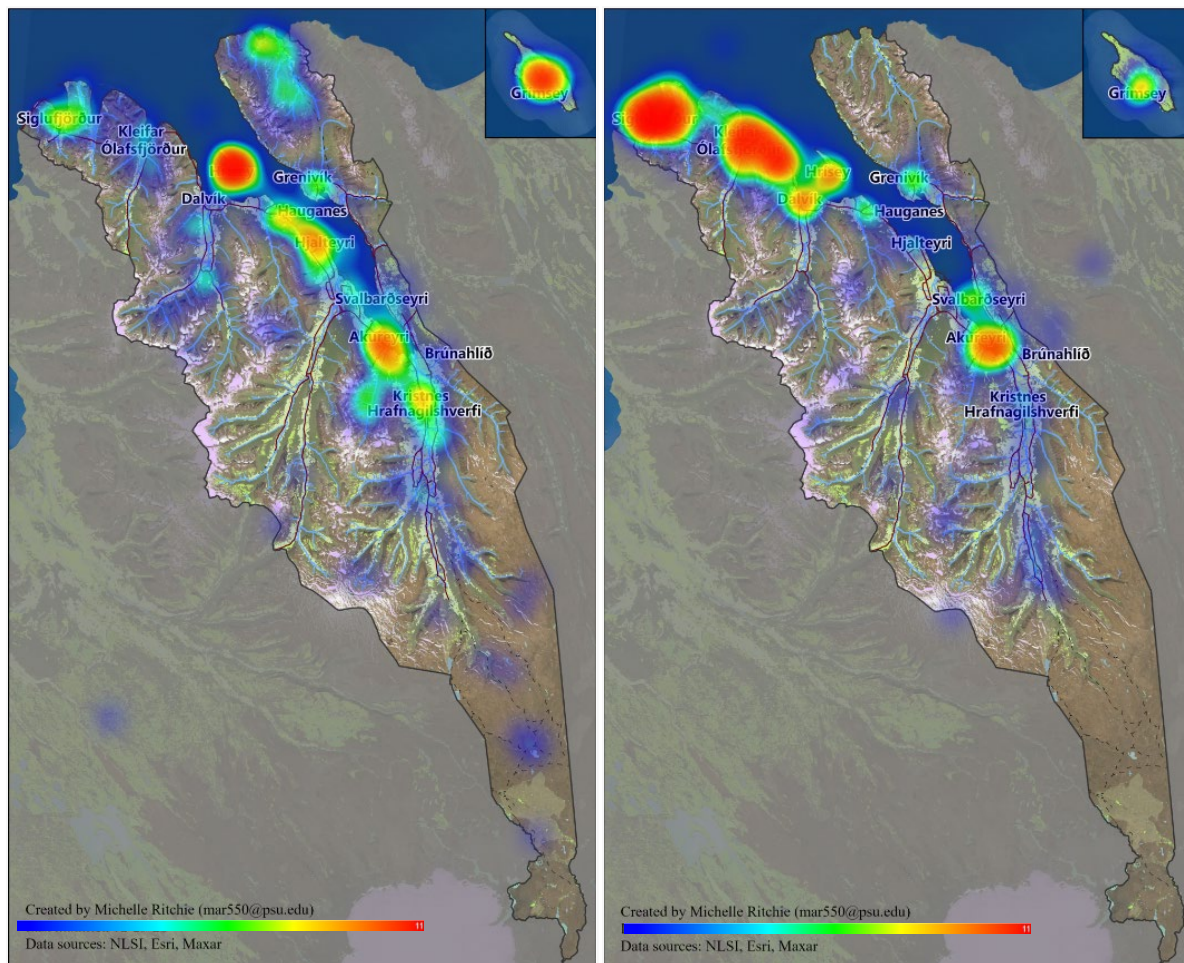 Grímsey
Siglufjörður
Kleifar
Ólafsfjörður
Dalvík
Grenivík
Hauganes
Hjalteyri
Svalbarðseyri
Akureyri
Brúnahlíð
Kristnes
Hrafnagilshverfi
Created by Michelle Ritchie (mar550@psu.edu)
11
Data sources: NLSI, Esri, Maxar
Grímsey
Kleifar
Ólafsfjörður
Hrísey
Dalvík
Grenivík
Hauganes
Hjalteyri
Svalbarðseyri
Akureyri
Brúnahlíð
Kristnes
Hrafnagilshverfi
Created by Michelle Ritchie (mar550@psu.edu)
11
Data sources: NLSI, Esri, Maxar